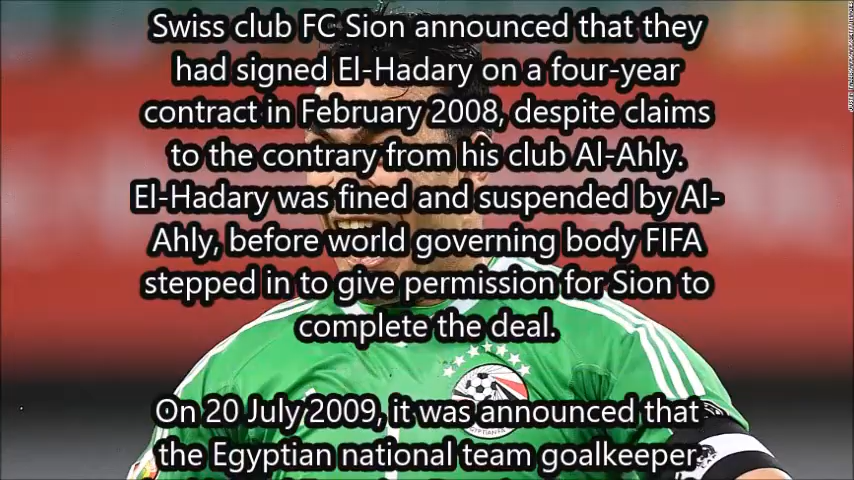 Swiss club FC Sion announced that they
had signed El-Hadary on a four-year
contract in February 2008, despite claims
to the contrary from his club Al-Ahly.
El-Hadary was fined and suspended by Al-
Ahly, before world governing body FIFA
stepped in to give permission for Sion to
complete the deal.
On 20 July 2009, it was announced that
the Egyptian national team goalkeeper